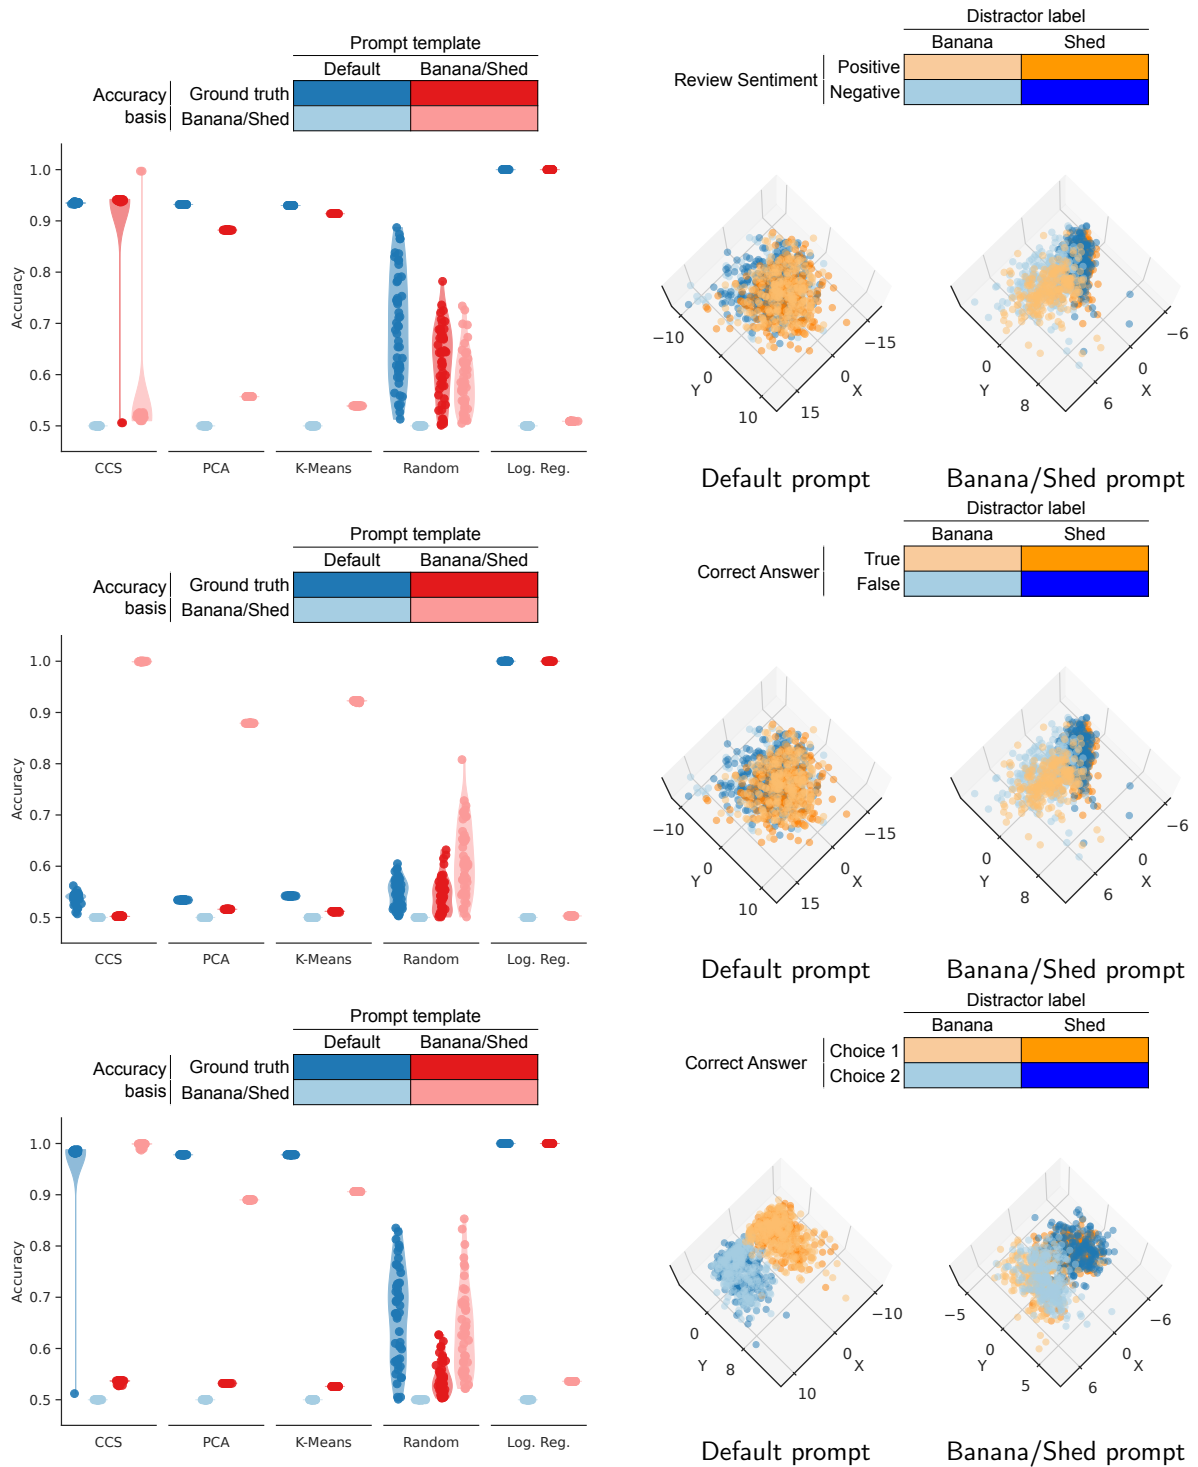 Prompt template
Default Banana/Shed
Accuracy basis Ground truth
Banana/Shed
Accuracy
1.0
0.9
0.8
0.7
0.6
0.5
CCS PCA K-Means Random Log. Reg.
Distractor label
Banana Shed
Review Sentiment Positive
Negative
−10 0 10 Y
15 0 −15 X
Default prompt
0 8 Y
6 0 −6 X
Banana/Shed prompt
Prompt template
Default Banana/Shed
Accuracy basis Ground truth
Banana/Shed
Accuracy
1.0
0.9
0.8
0.7
0.6
0.5
CCS PCA K-Means Random Log. Reg.
Distractor label
Banana Shed
Correct Answer True
False
−10 0 10 Y
15 0 −15 X
Default prompt
0 8 Y
6 0 −6 X
Banana/Shed prompt
Prompt template
Default Banana/Shed
Accuracy basis Ground truth
Banana/Shed
Accuracy
1.0
0.9
0.8
0.7
0.6
0.5
CCS PCA K-Means Random Log. Reg.
Distractor label
Banana Shed
Correct Answer Choice 1
Choice 2
0 8 Y
10 0 −10 X
Default prompt
−5 0 5 Y
6 0 −6 X
Banana/Shed prompt